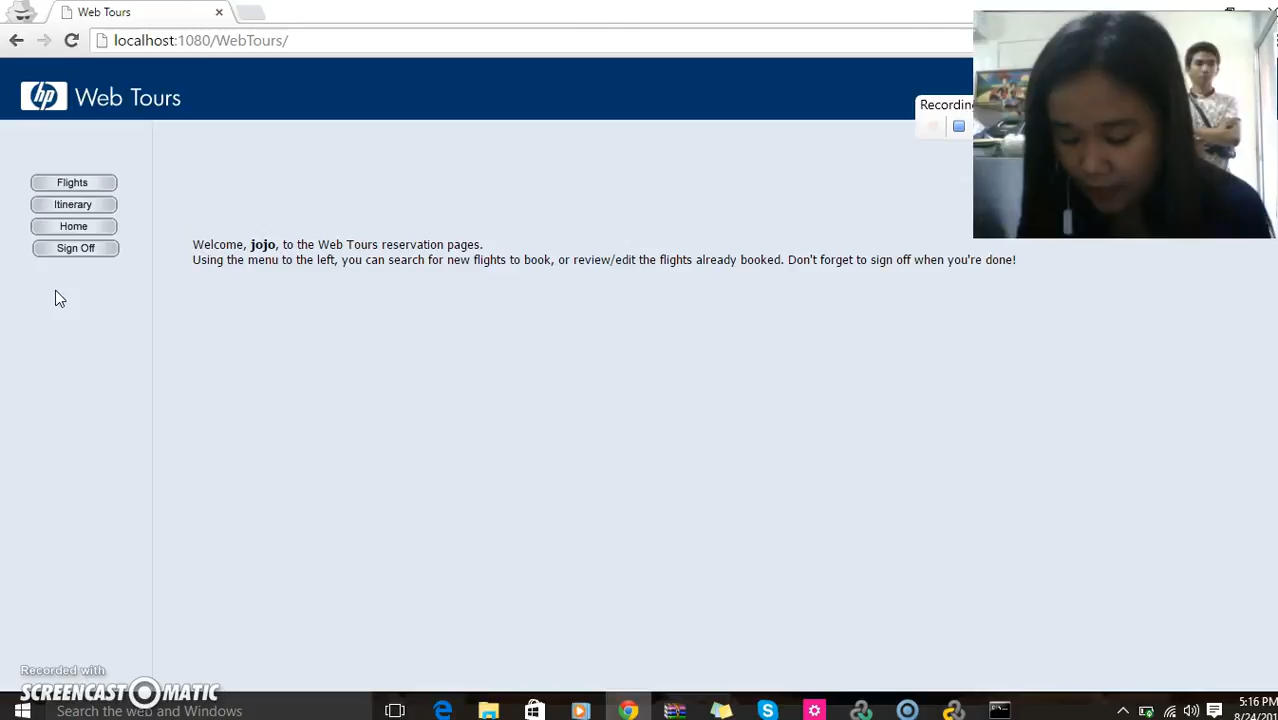 Web Tours
localhost:1080/WebTours/
hp Web Tours
Recording
Flights
Itinerary
Home
Sign Off
Welcome, jojo, to the Web Tours reservation pages.
Using the menu to the left, you can search for new flights to book, or review/edit the flights already booked. Don't forget to sign off when you're done!
Recorded with
SCREENCAST MATIC
Search the web and Windows
5:16 PM